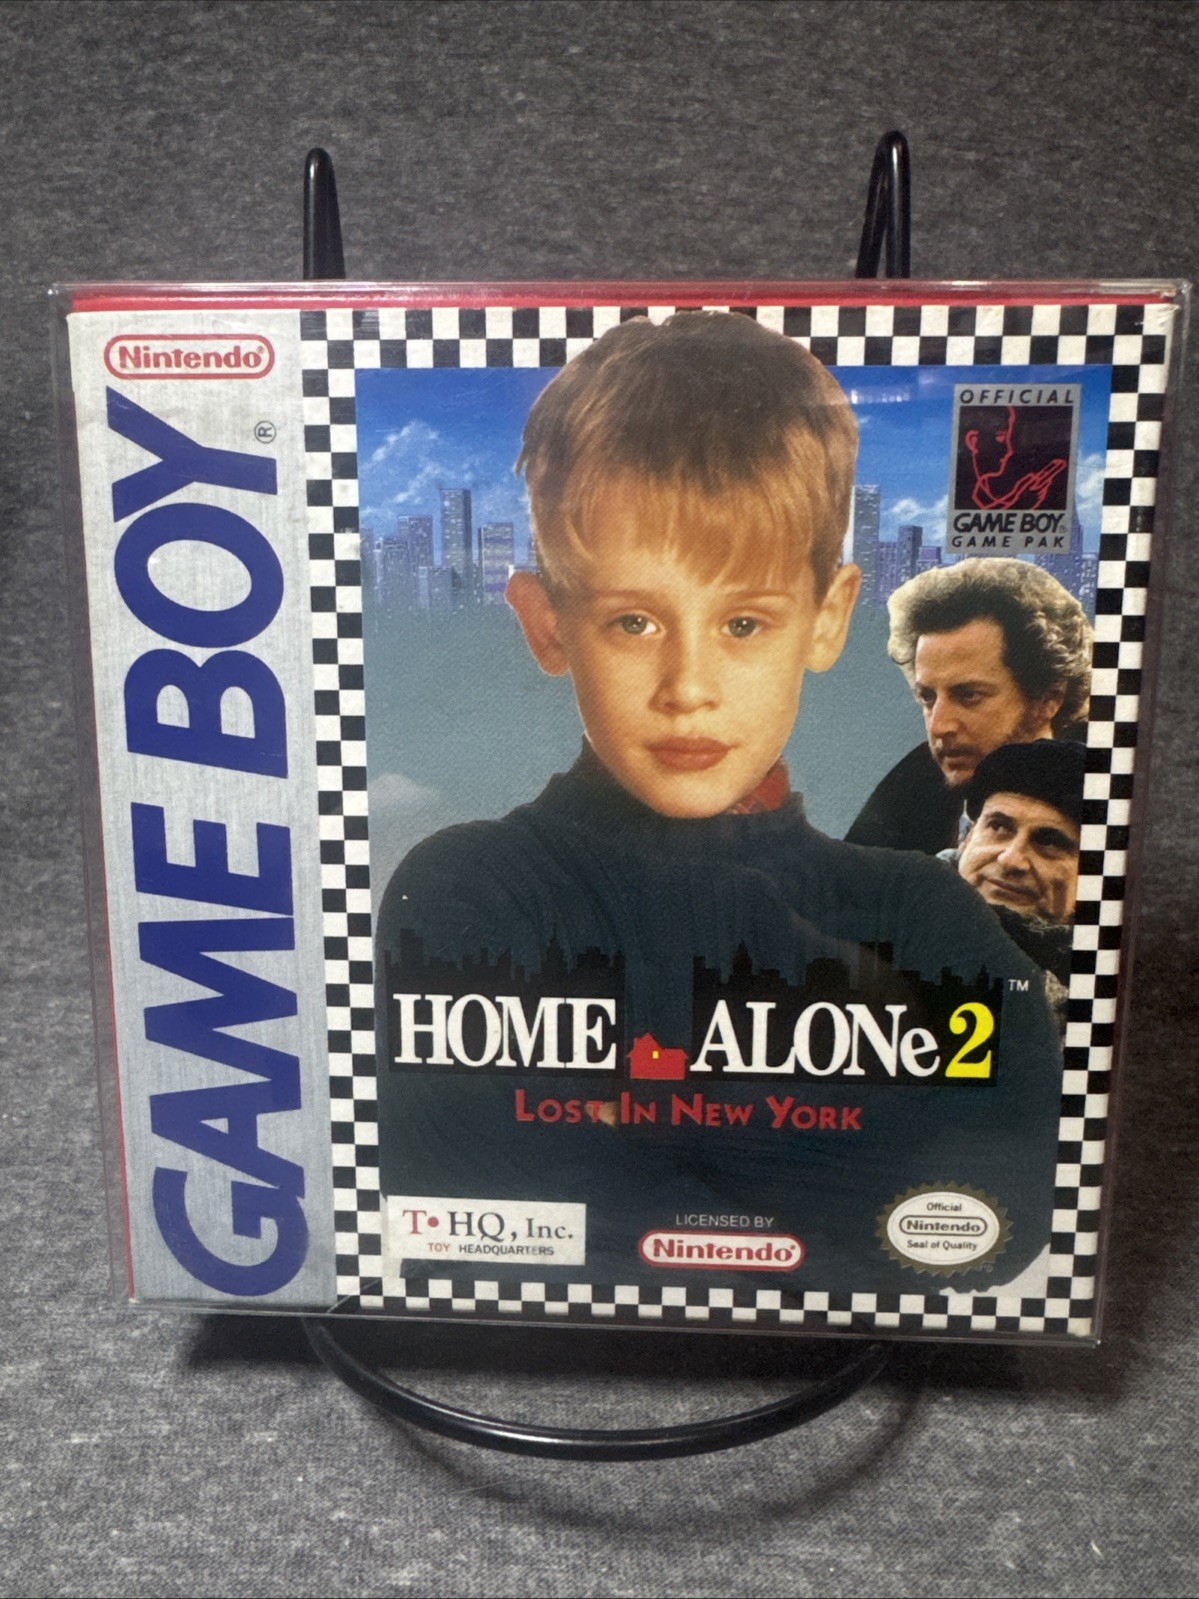 Nintendo®
GAME BOY®
OFFICIAL
GAME BOY®
GAME PAK
HOME ALONe 2™
LOST IN NEW YORK
T•HQ, Inc.
TOY HEADQUARTERS
LICENSED BY
Nintendo®
Official
Nintendo
Seal of Quality